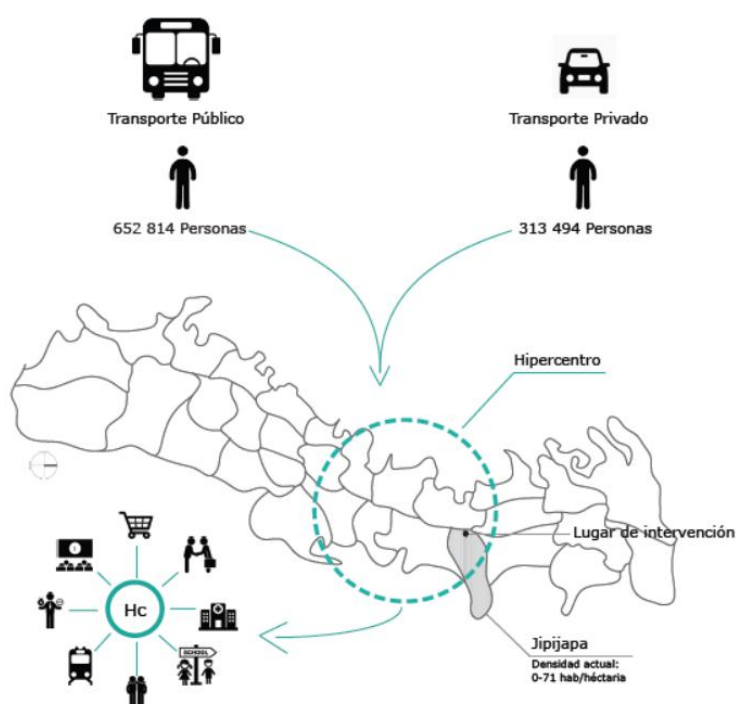 Transporte Público
Transporte Privado
652 814 Personas
313 494 Personas
Hipercentro
Lugar de intervención
Hc
SCHOOL
Jipijapa
Densidad actual:
0-71 hab/héctaria